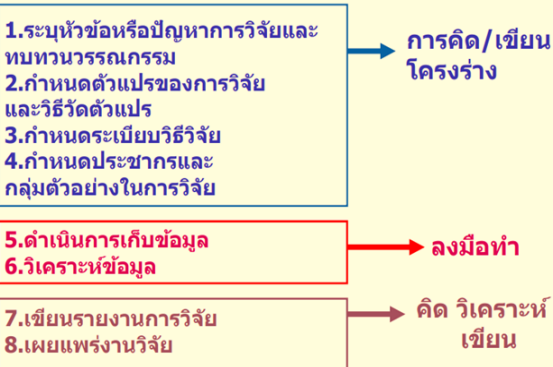 1.ระบุหัวข้อหรือปัญหาการวิจัยและ
ทบทวนวรรณกรรม
2.กำหนดตัวแปรของการวิจัย
และวิธีวัดตัวแปร
3.กำหนดระเบียบวิธีวิจัย
4.กำหนดประชากรและ
กลุ่มตัวอย่างในการวิจัย
การคิด/เขียน
โครงร่าง
5.ดำเนินการเก็บข้อมูล
6.วิเคราะห์ข้อมูล
ลงมือทำ
7.เขียนรายงานการวิจัย
8.เผยแพร่งานวิจัย
คิด วิเคราะห์
เขียน